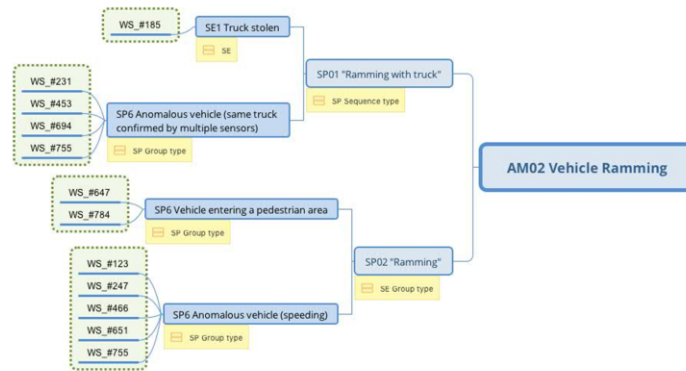 WS_#185
SE1 Truck stolen
SE
SP01 "Ramming with truck"
SP Sequence type
WS_#231
WS_#453
WS_#694
WS_#755
SP6 Anomalous vehicle (same truck
confirmed by multiple sensors)
SP Group type
AM02 Vehicle Ramming
WS_#647
WS_#784
SP6 Vehicle entering a pedestrian area
SP Group type
SP02 "Ramming"
SE Group type
WS_#123
WS_#247
WS_#466
WS_#651
WS_#755
SP6 Anomalous vehicle (speeding)
SP Group type